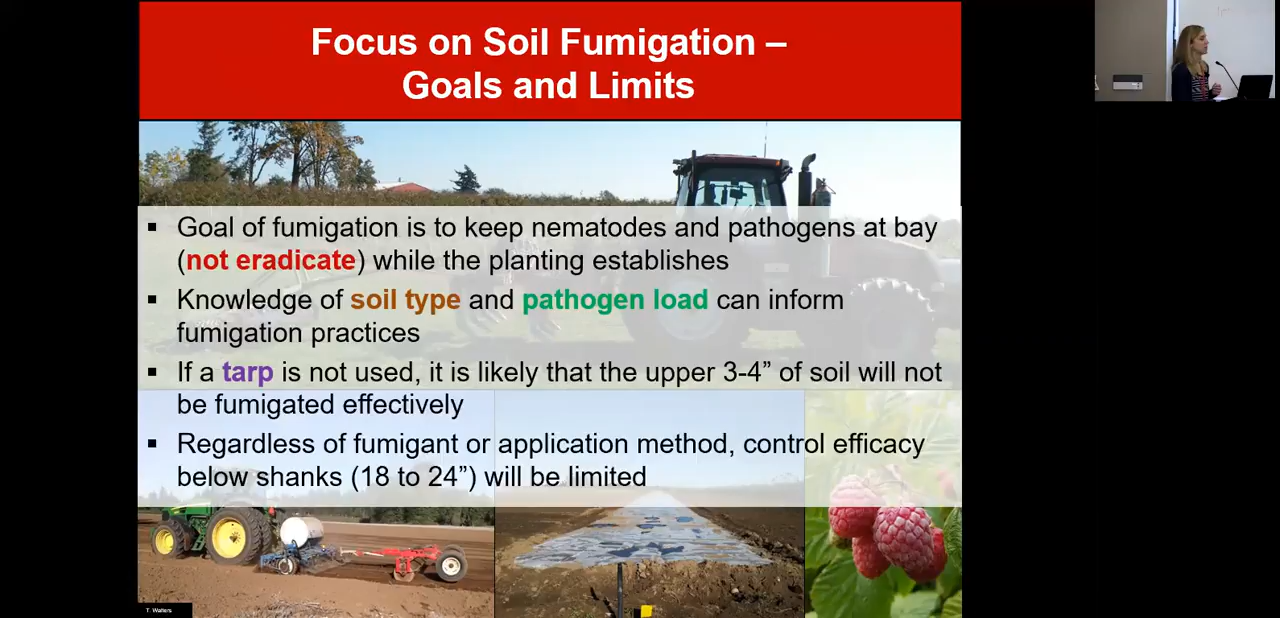 Focus on Soil Fumigation –
Goals and Limits
▪ Goal of fumigation is to keep nematodes and pathogens at bay
(not eradicate) while the planting establishes
▪ Knowledge of soil type and pathogen load can inform
fumigation practices
▪ If a tarp is not used, it is likely that the upper 3-4” of soil will not
be fumigated effectively
▪ Regardless of fumigant or application method, control efficacy
below shanks (18 to 24”) will be limited
T. Walters